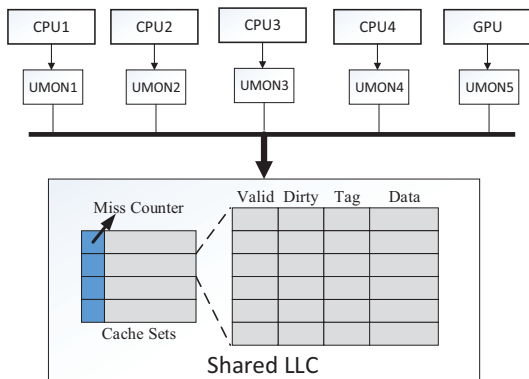 CPU1 CPU2 CPU3 CPU4 GPU
UMON1 UMON2 UMON3 UMON4 UMON5
Valid Dirty Tag Data
Miss Counter
Cache Sets
Shared LLC